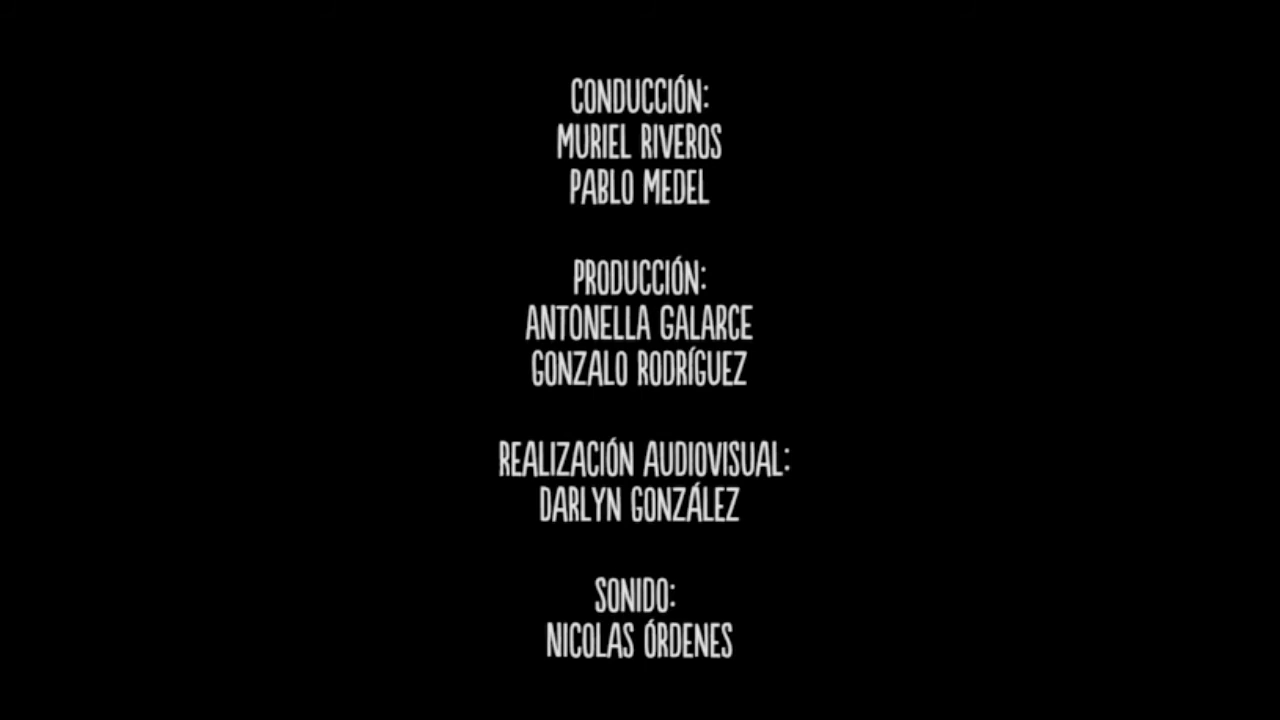 CONDUCCIÓN:
MURIEL RIVEROS
PABLO MEDEL
PRODUCCIÓN:
ANTONELLA GALARCE
GONZALO RODRÍGUEZ
REALIZACIÓN AUDIOVISUAL:
DARLYN GONZÁLEZ
SONIDO:
NICOLAS ÓRDENES